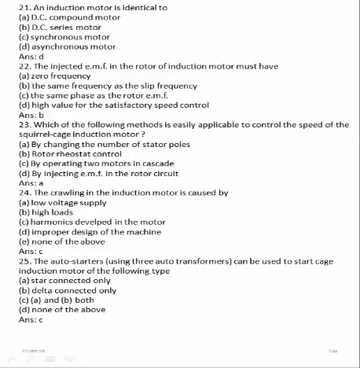 21. An induction motor is identical to
(a) D.C. compound motor
(b) D.C. series motor
(c) synchronous motor
(d) asynchronous motor
Ans: d
22. The injected e.m.f. in the rotor of induction motor must have
(a) zero frequency
(b) the same frequency as the slip frequency
(c) the same phase as the rotor e.m.f.
(d) high value for the satisfactory speed control
Ans: b
23. Which of the following methods is easily applicable to control the speed of the
squirrel-cage induction motor ?
(a) By changing the number of stator poles
(b) Rotor rheostat control
(c) By operating two motors in cascade
(d) By injecting e.m.f. in the rotor circuit
Ans: a
24. The crawling in the induction motor is caused by
(a) low voltage supply
(b) high loads
(c) harmonics develped in the motor
(d) improper design of the machine
(e) none of the above
Ans: c
25. The auto-starters (using three auto transformers) can be used to start cage
induction motor of the following type
(a) star connected only
(b) delta connected only
(c) (a) and (b) both
(d) none of the above
Ans: c